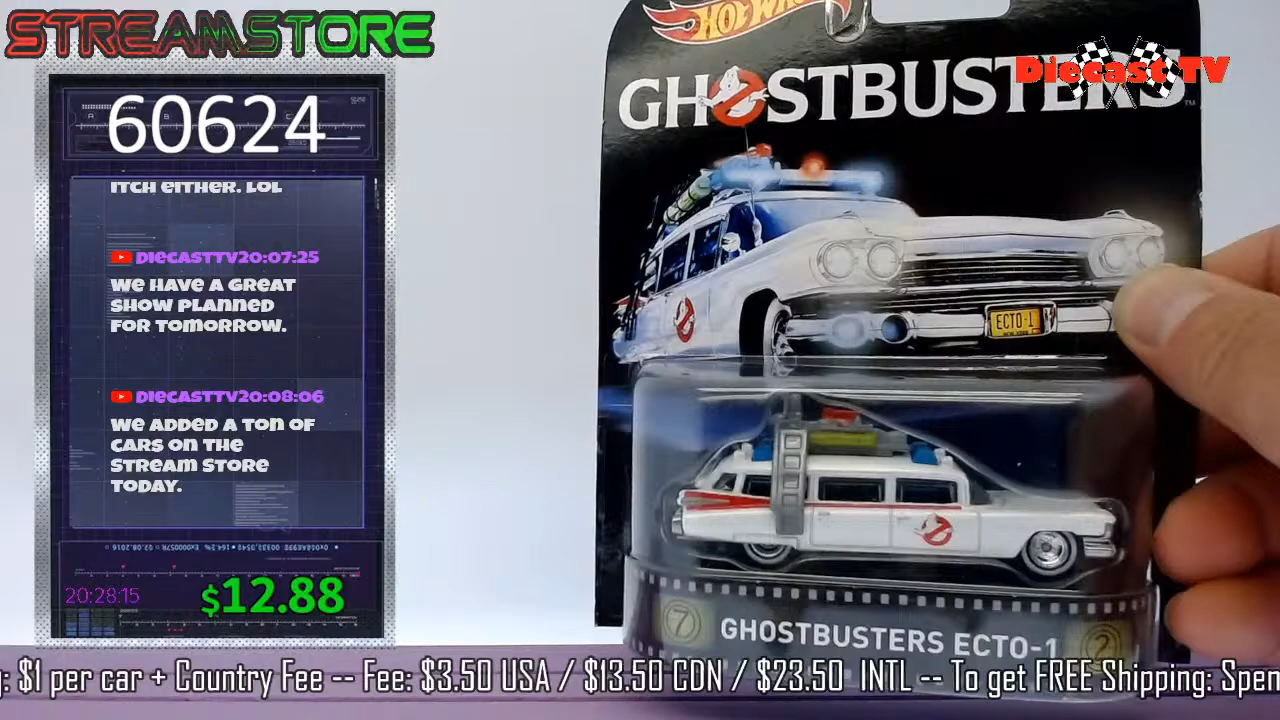 STREAMSTORE
60624
ITCH EITHER. LOL
DIECASTTV20:07:25
WE HAVE A GREAT
SHOW PLANNED
FOR TOMORROW.
DIECASTTV20:08:06
WE ADDED A TON OF
CARS ON THE
STREAM STORE
TODAY.
20:28:15
$12.88
HOT WHE
GHOSTBUSTERS
TM
Diecast TV
ECTO-1
7
GHOSTBUSTERS ECTO-1
2
g: $1 per car + Country Fee -- Fee: $3.50 USA / $13.50 CDN / $23.50 INTL -- To get FREE Shipping: Spen